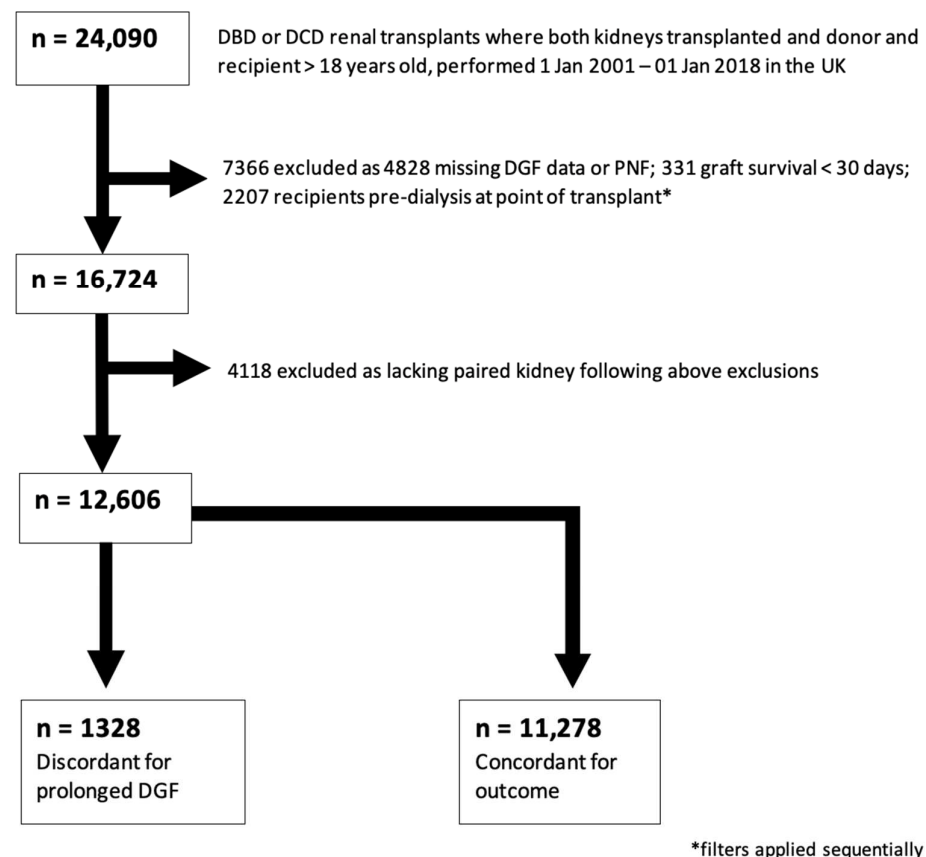 n = 24,090
DBD or DCD renal transplants where both kidneys transplanted and donor and
recipient > 18 years old, performed 1 Jan 2001 – 01 Jan 2018 in the UK
7366 excluded as 4828 missing DGF data or PNF; 331 graft survival < 30 days;
2207 recipients pre-dialysis at point of transplant*
n = 16,724
4118 excluded as lacking paired kidney following above exclusions
n = 12,606
n = 1328
Discordant for
prolonged DGF
n = 11,278
Concordant for
outcome
*filters applied sequentially